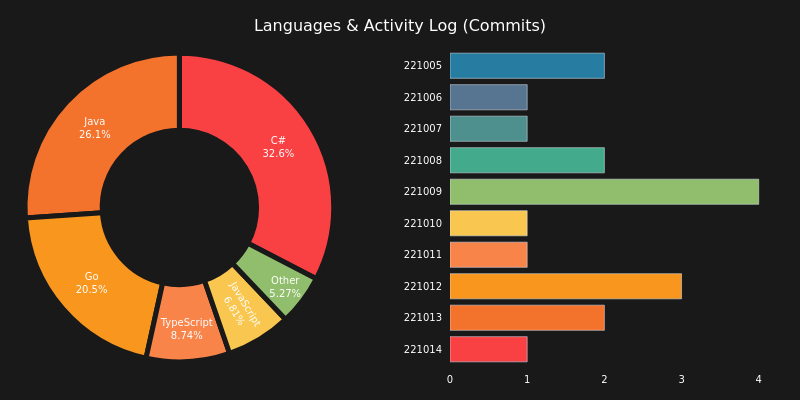 Languages & Activity Log (Commits)
Java
26.1%
C#
32.6%
Go
20.5%
TypeScript
8.74%
JavaScript
6.81%
Other
5.27%
221005
221006
221007
221008
221009
221010
221011
221012
221013
221014
0 1 2 3 4